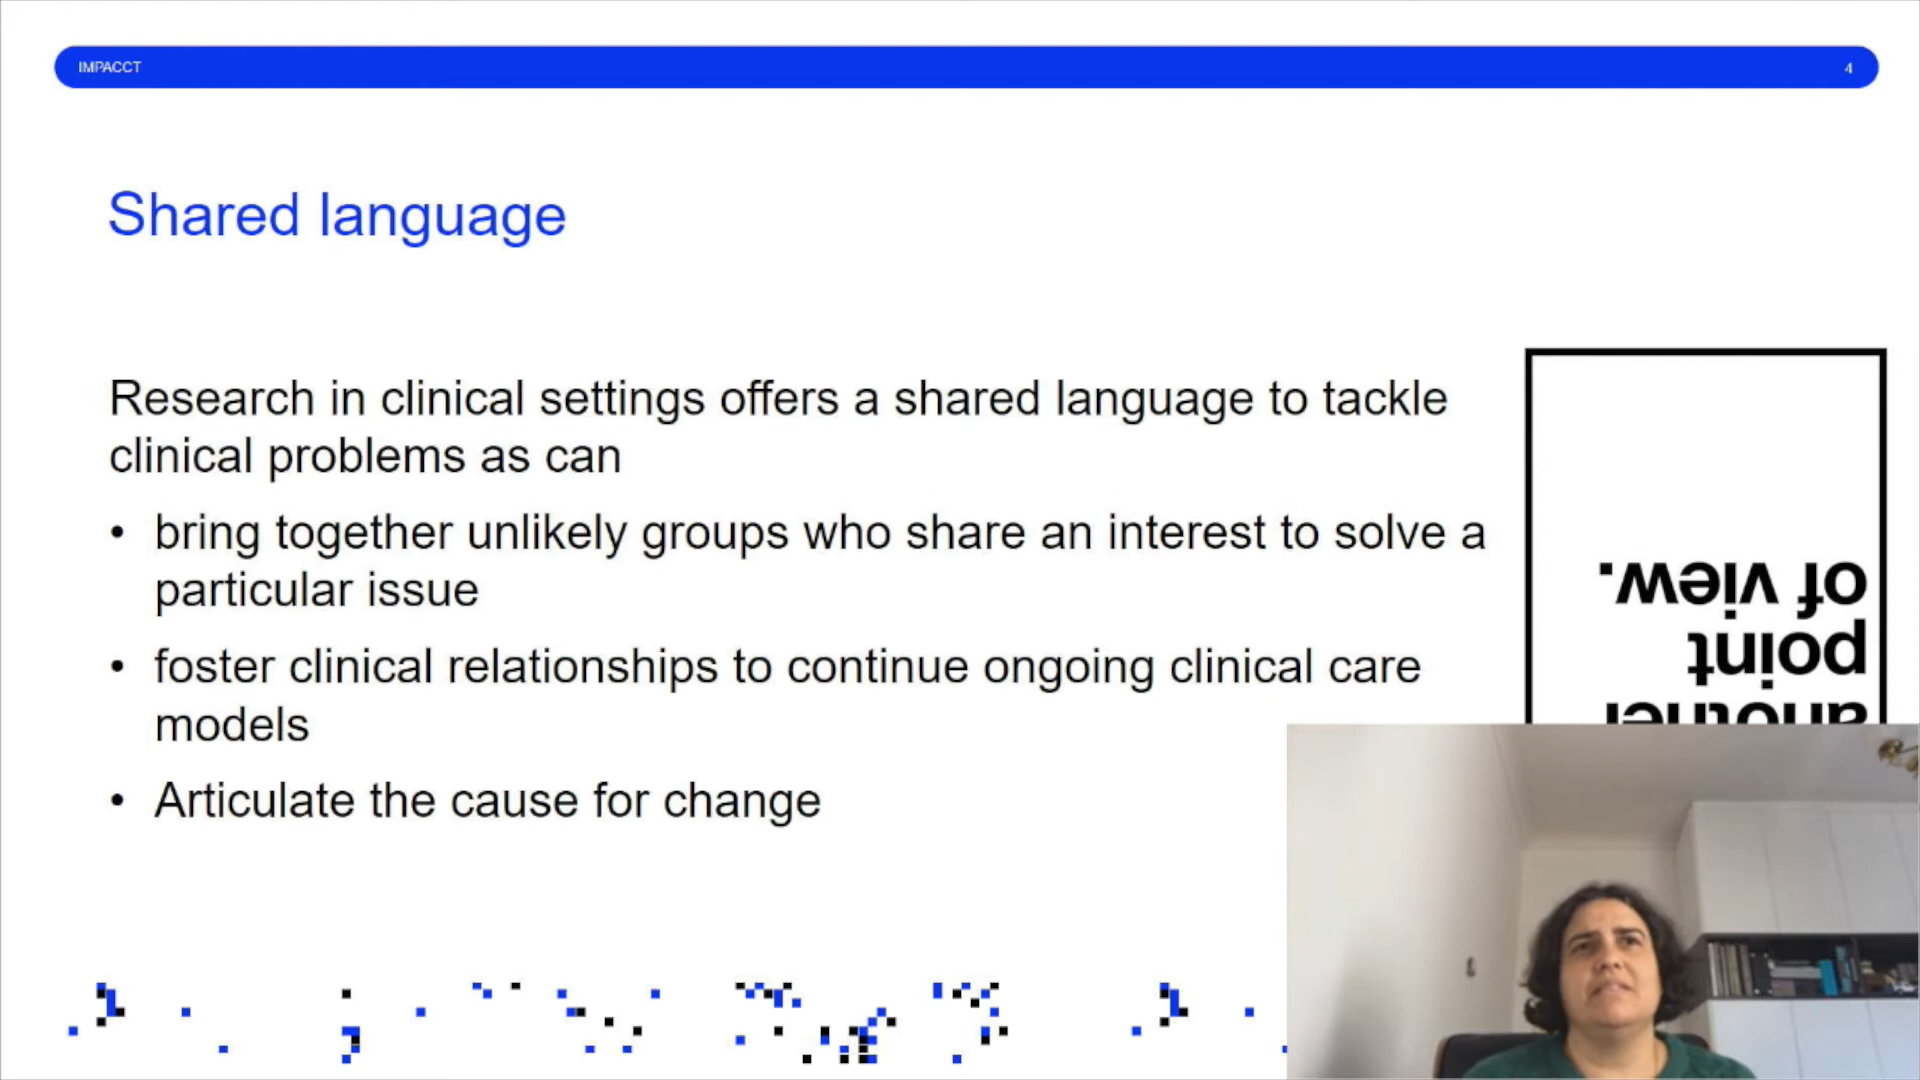 IMPACCT
4
Shared language
Research in clinical settings offers a shared language to tackle
clinical problems as can
• bring together unlikely groups who share an interest to solve a
particular issue
• foster clinical relationships to continue ongoing clinical care
models
• Articulate the cause for change
another
point
of view.